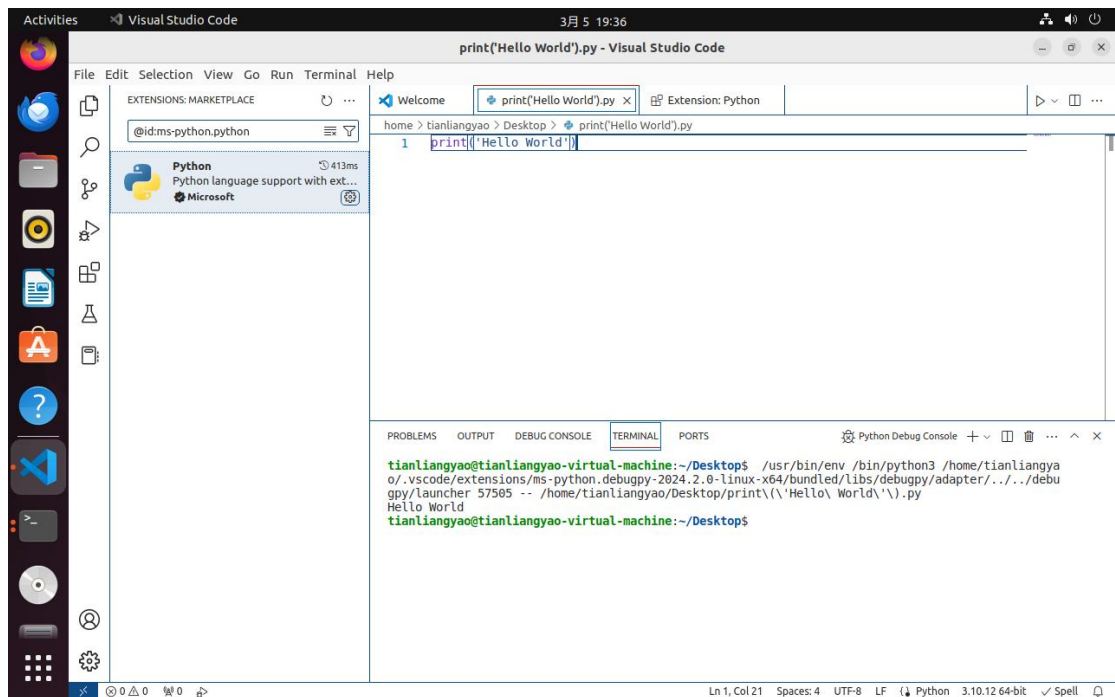 Activities
Visual Studio Code
3月 5 19:36
print('Hello World').py - Visual Studio Code
File Edit Selection View Go Run Terminal Help
EXTENSIONS: MARKETPLACE
@id:ms-python.python
Python 413ms
Python language support with ext...
Microsoft
Welcome
print('Hello World').py
Extension: Python
home > tianliangyao > Desktop > print('Hello World').py
1 print('Hello World')
PROBLEMS OUTPUT DEBUG CONSOLE TERMINAL PORTS
Python Debug Console
tianliangyao@tianliangyao-virtual-machine:~/Desktop$ /usr/bin/env /bin/python3 /home/tianliangya
o/.vscode/extensions/ms-python.debugpy-2024.2.0-linux-x64/bundled/libs/debugpy/adapter/../../debu
gpy/launcher 57505 -- /home/tianliangyao/Desktop/print\(\'Hello\ World\'\).py
Hello World
tianliangyao@tianliangyao-virtual-machine:~/Desktop$
0 0 0 Ln 1, Col 21 Spaces: 4 UTF-8 LF Python 3.10.12 64-bit Spell